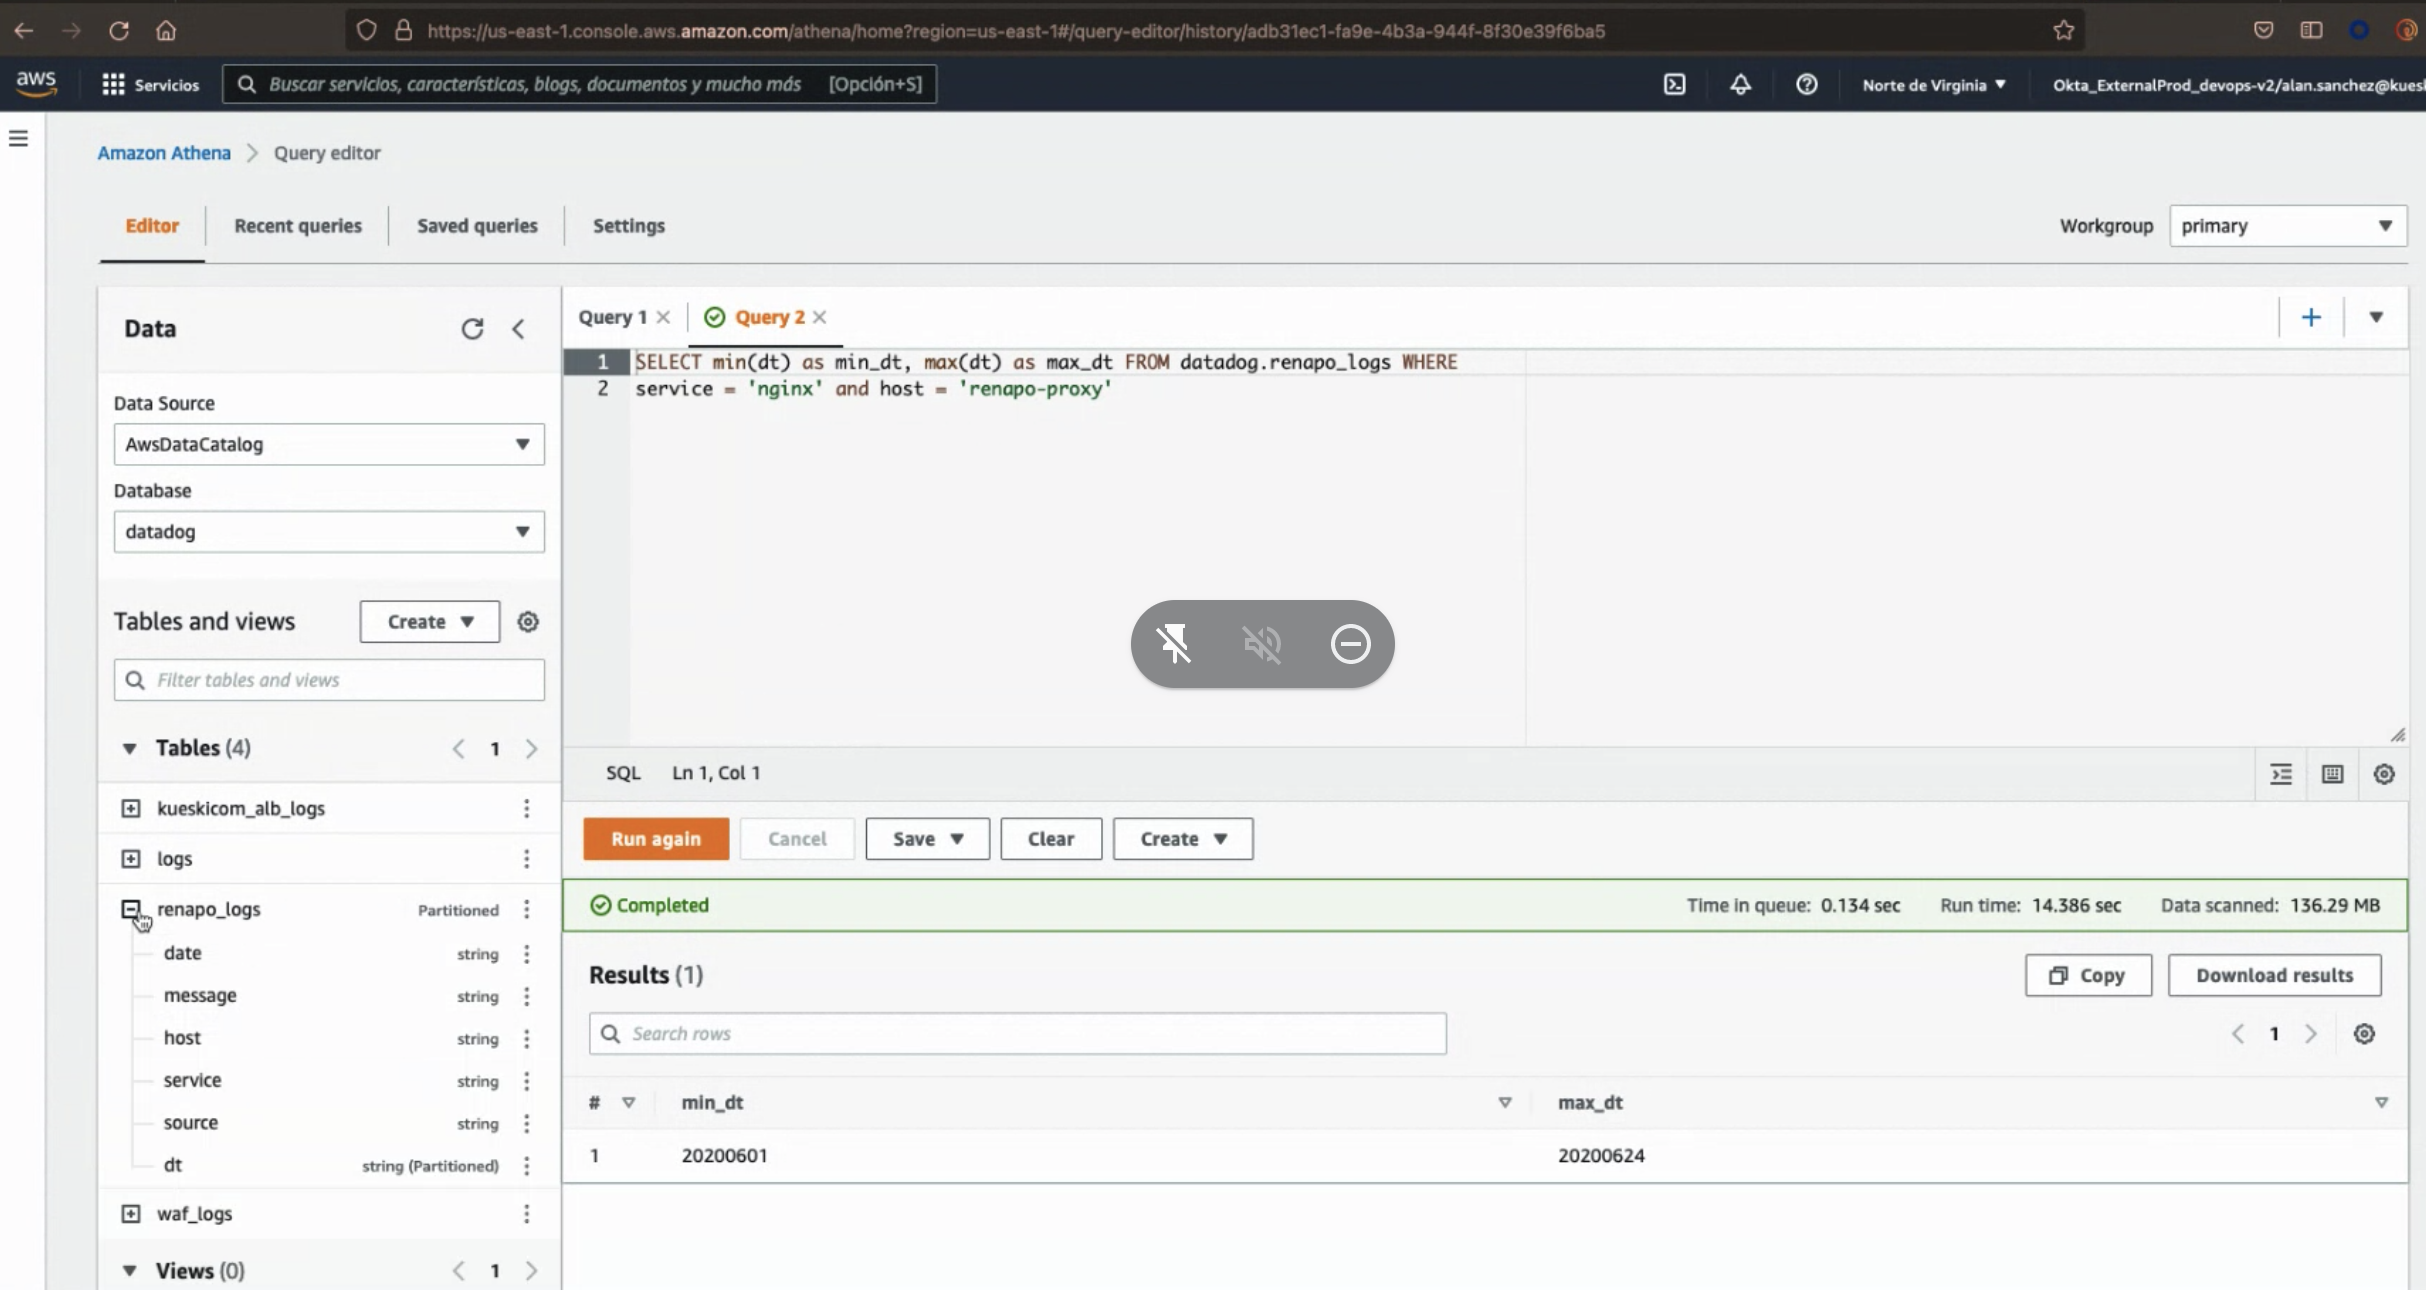 https://us-east-1.console.aws.amazon.com/athena/home?region=us-east-1#/query-editor/history/adb31ec1-fa9e-4b3a-944f-8f30e39f6ba5
aws Servicios Buscar servicios, características, blogs, documentos y mucho más [Opción+S] Norte de Virginia Okta_ExternalProd_devops-v2/alan.sanchez@kues
Amazon Athena > Query editor
Editor Recent queries Saved queries Settings Workgroup primary
Data
Data Source
AwsDataCatalog
Database
datadog
Tables and views Create
Filter tables and views
Tables (4) 1
kueskicom_alb_logs
logs
renapo_logs Partitioned
date string
message string
host string
service string
source string
dt string (Partitioned)
waf_logs
Views (0) 1
Query 1 Query 2
1 SELECT min(dt) as min_dt, max(dt) as max_dt FROM datadog.renapo_logs WHERE
2 service = 'nginx' and host = 'renapo-proxy'
SQL Ln 1, Col 1
Run again Cancel Save Clear Create
Completed Time in queue: 0.134 sec Run time: 14.386 sec Data scanned: 136.29 MB
Results (1) Copy Download results
Search rows 1
# min_dt max_dt
1 20200601 20200624